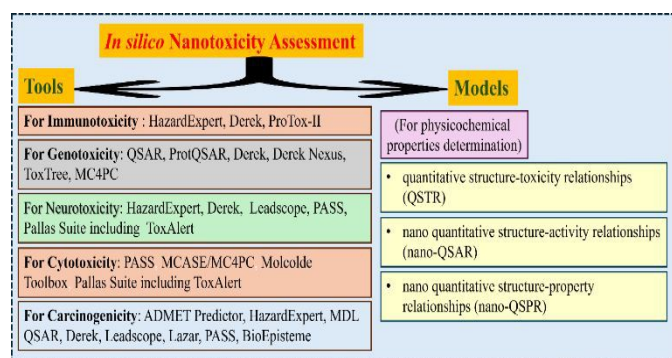 In silico Nanotoxicity Assessment
Tools
For Immunotoxicity : HazardExpert, Derek, ProTox-II
For Genotoxicity: QSAR, ProtQSAR, Derek, Derek Nexus,
ToxTree, MC4PC
For Neurotoxicity: HazardExpert, Derek, Leadscope, PASS,
Pallas Suite including ToxAlert
For Cytotoxicity: PASS MCASE/MC4PC Molcolde
Toolbox Pallas Suite including ToxAlert
For Carcinogenicity: ADMET Predictor, HazardExpert, MDL
QSAR, Derek, Leadscope, Lazar, PASS, BioEpisteme
Models
(For physicochemical
properties determination)
• quantitative structure-toxicity relationships
(QSTR)
• nano quantitative structure-activity relationships
(nano-QSAR)
• nano quantitative structure-property
relationships (nano-QSPR)